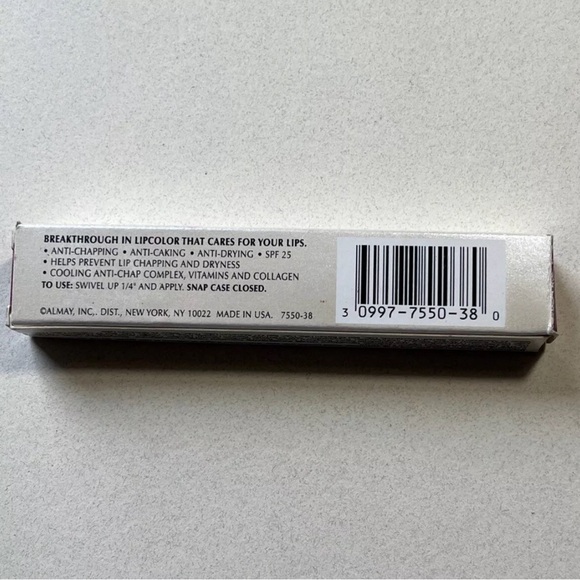 BREAKTHROUGH IN LIPCOLOR THAT CARES FOR YOUR LIPS.
• ANTI-CHAPPING • ANTI-CAKING • ANTI-DRYING • SPF 25
• HELPS PREVENT LIP CHAPPING AND DRYNESS
• COOLING ANTI-CHAP COMPLEX, VITAMINS AND COLLAGEN
TO USE: SWIVEL UP 1/4" AND APPLY. SNAP CASE CLOSED.
©ALMAY, INC,. DIST., NEW YORK, NY 10022 MADE IN USA. 7550-38
3 0997-7550-38 0